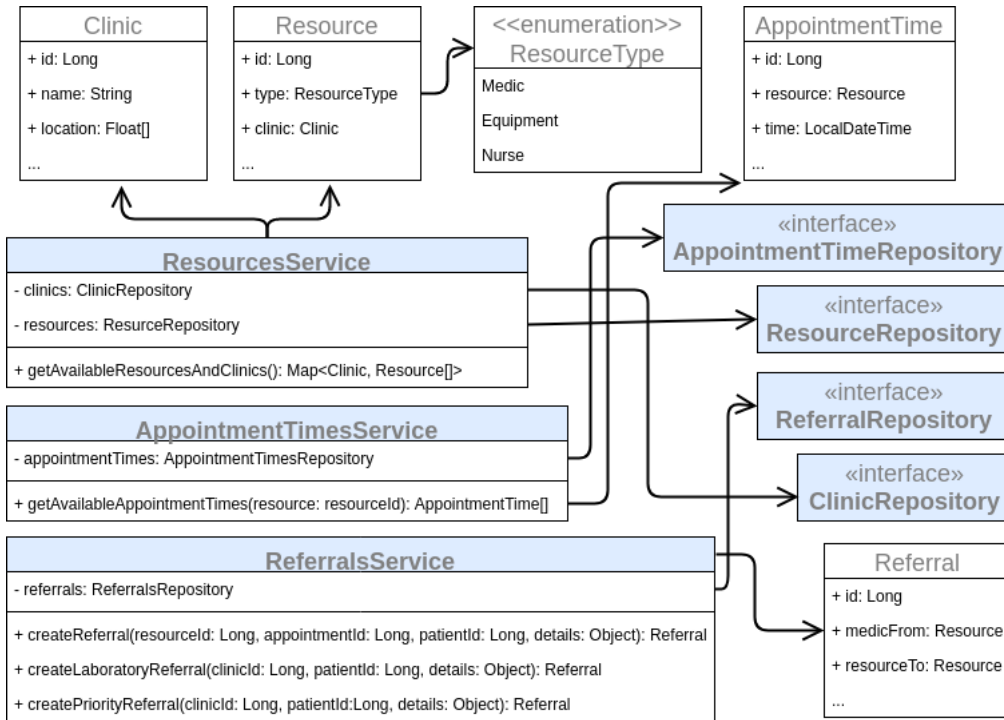 Clinic
+ id: Long
+ name: String
+ location: Float[]
...
Resource
+ id: Long
+ type: ResourceType
+ clinic: Clinic
...
<<enumeration>>
ResourceType
Medic
Equipment
Nurse
AppointmentTime
+ id: Long
+ resource: Resource
+ time: LocalDateTime
...
ResourcesService
- clinics: ClinicRepository
- resources: ResurceRepository
+ getAvailableResourcesAndClinics(): Map<Clinic, Resource[]>
«interface»
AppointmentTimeRepository
«interface»
ResourceRepository
«interface»
ReferralRepository
«interface»
ClinicRepository
AppointmentTimesService
- appointmentTimes: AppointmentTimesRepository
+ getAvailableAppointmentTimes(resource: resourceId): AppointmentTime[]
ReferralsService
- referrals: ReferralsRepository
+ createReferral(resourceId: Long, appointmentId: Long, patientId: Long, details: Object): Referral
+ createLaboratoryReferral(clinicId: Long, patientId: Long, details: Object): Referral
+ createPriorityReferral(clinicId: Long, patientId:Long, details: Object): Referral
Referral
+ id: Long
+ medicFrom: Resource
+ resourceTo: Resource
...